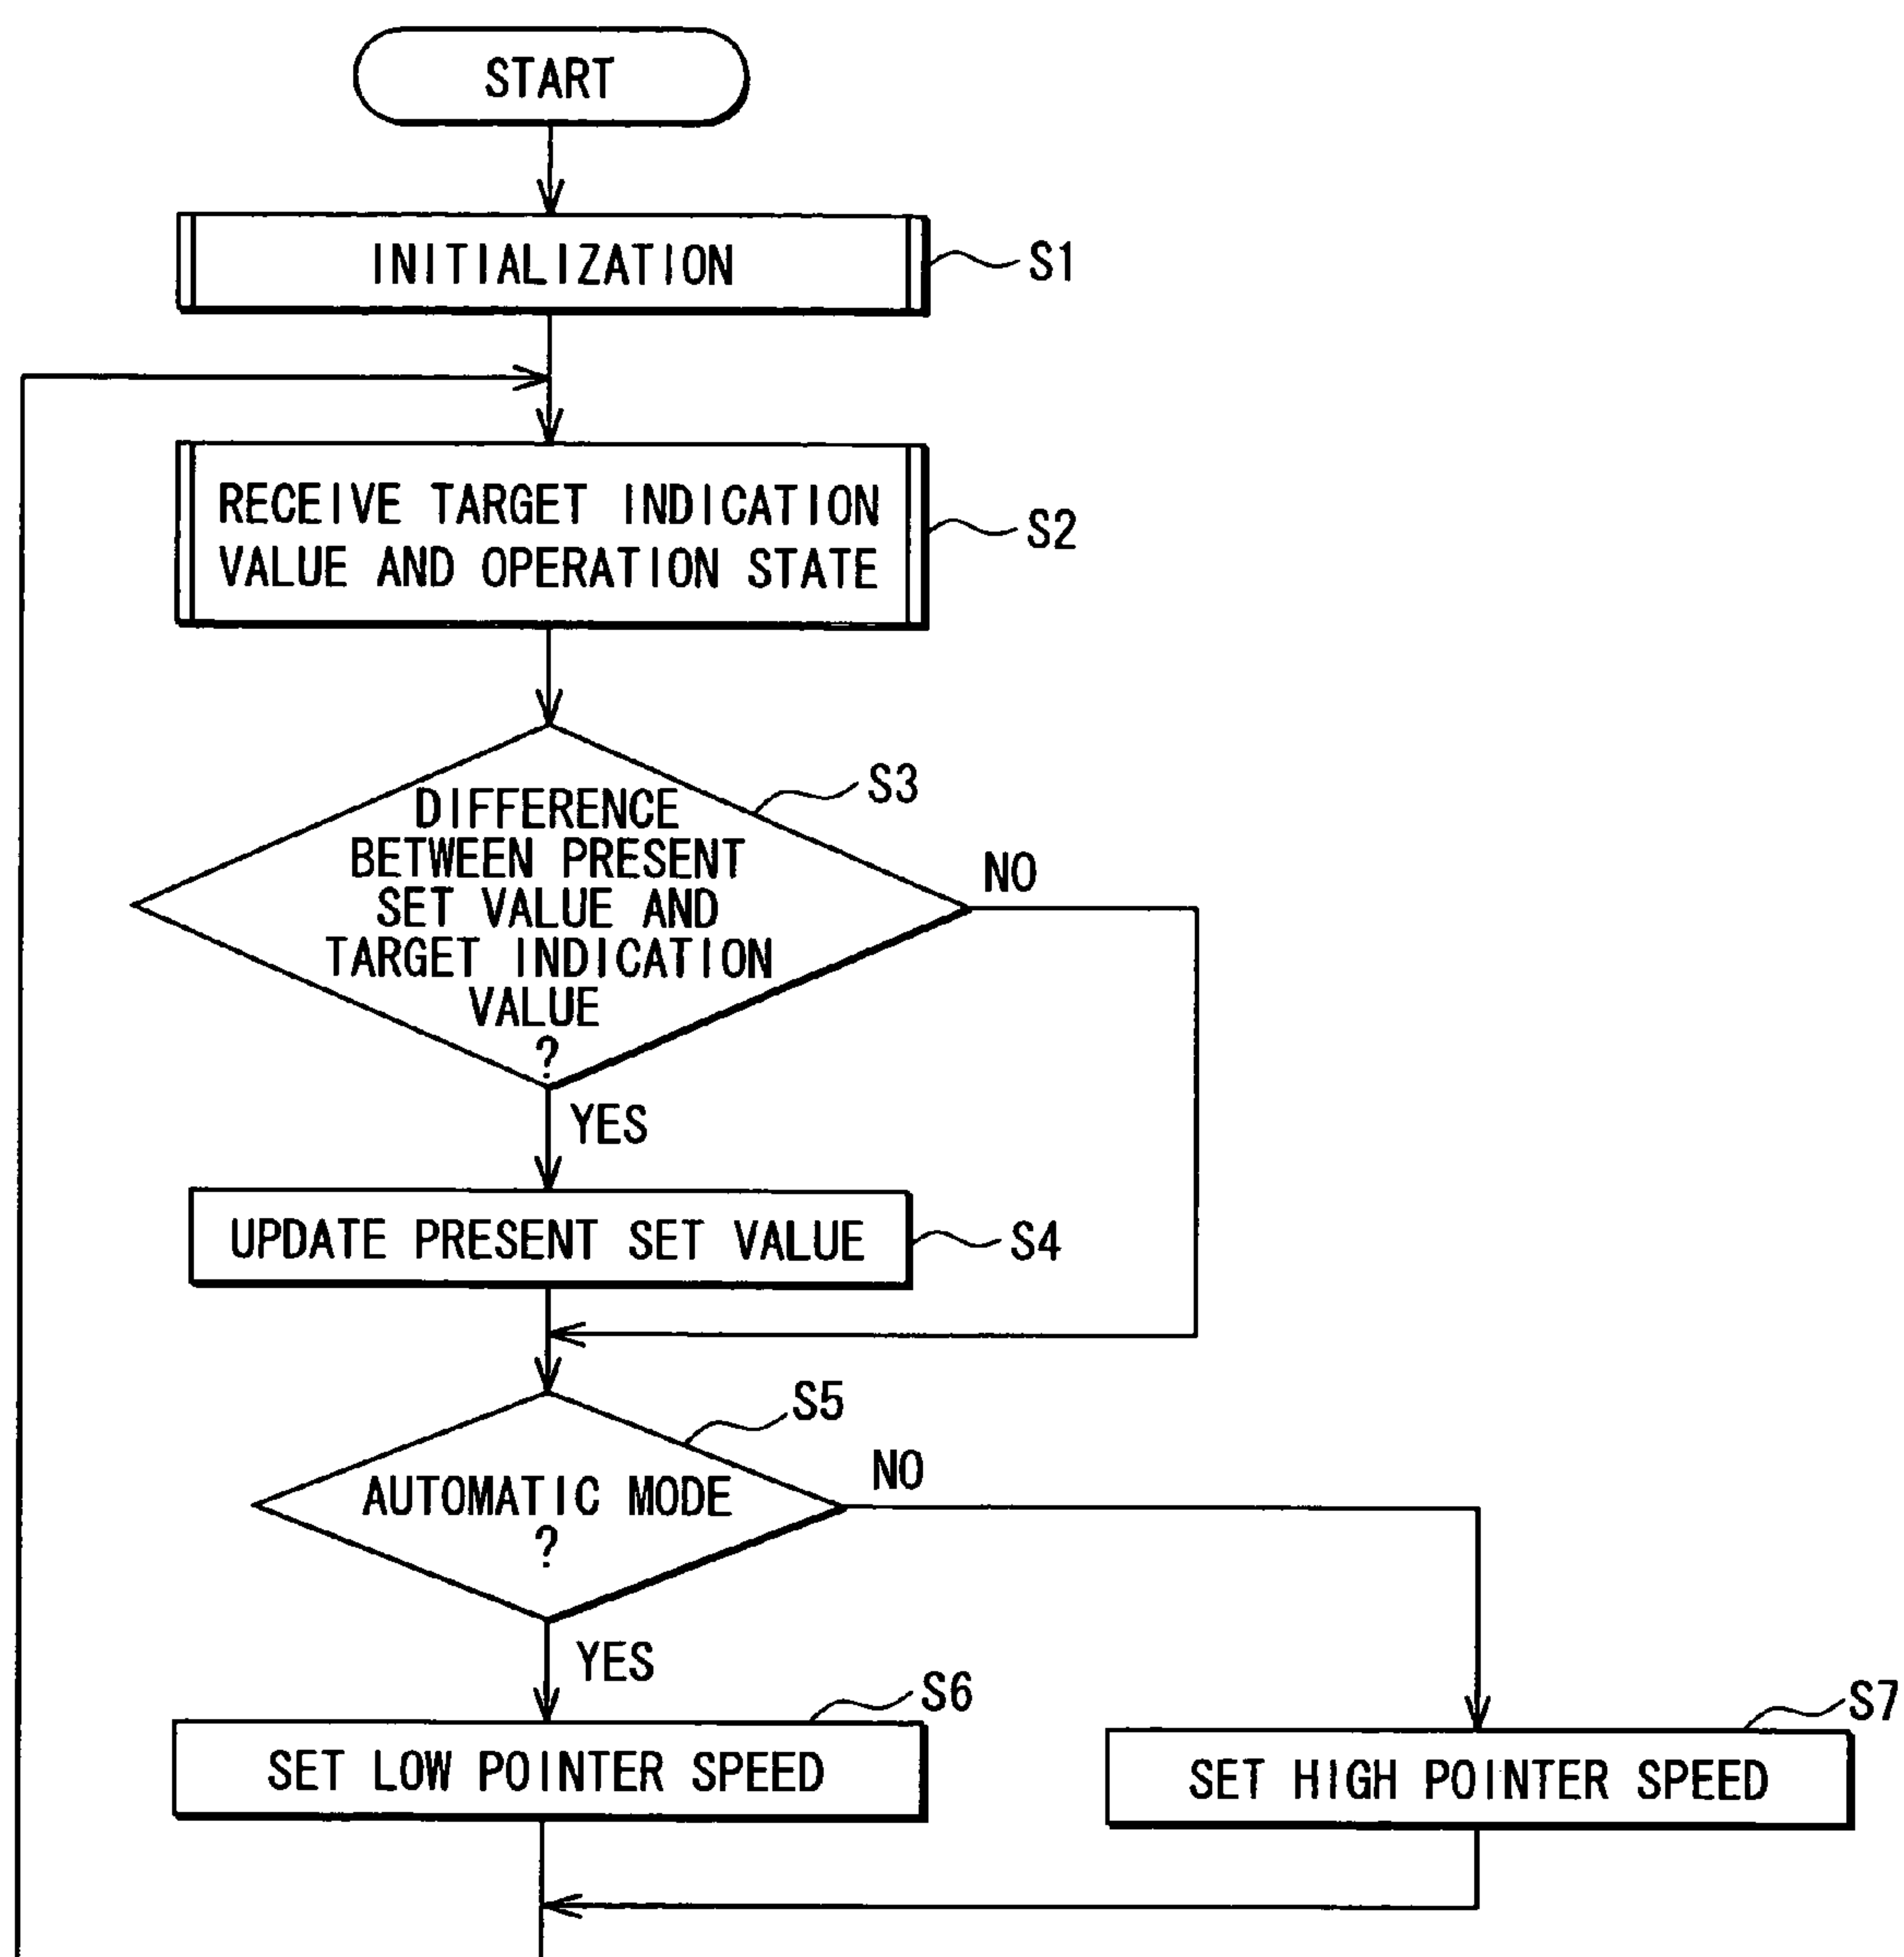 START
INITIALIZATION
S1
RECEIVE TARGET INDICATION
VALUE AND OPERATION STATE
S2
S3
DIFFERENCE
BETWEEN PRESENT
SET VALUE AND
TARGET INDICATION
VALUE
?
NO
YES
UPDATE PRESENT SET VALUE
S4
S5
AUTOMATIC MODE
?
NO
YES
S6
SET LOW POINTER SPEED
S7
SET HIGH POINTER SPEED